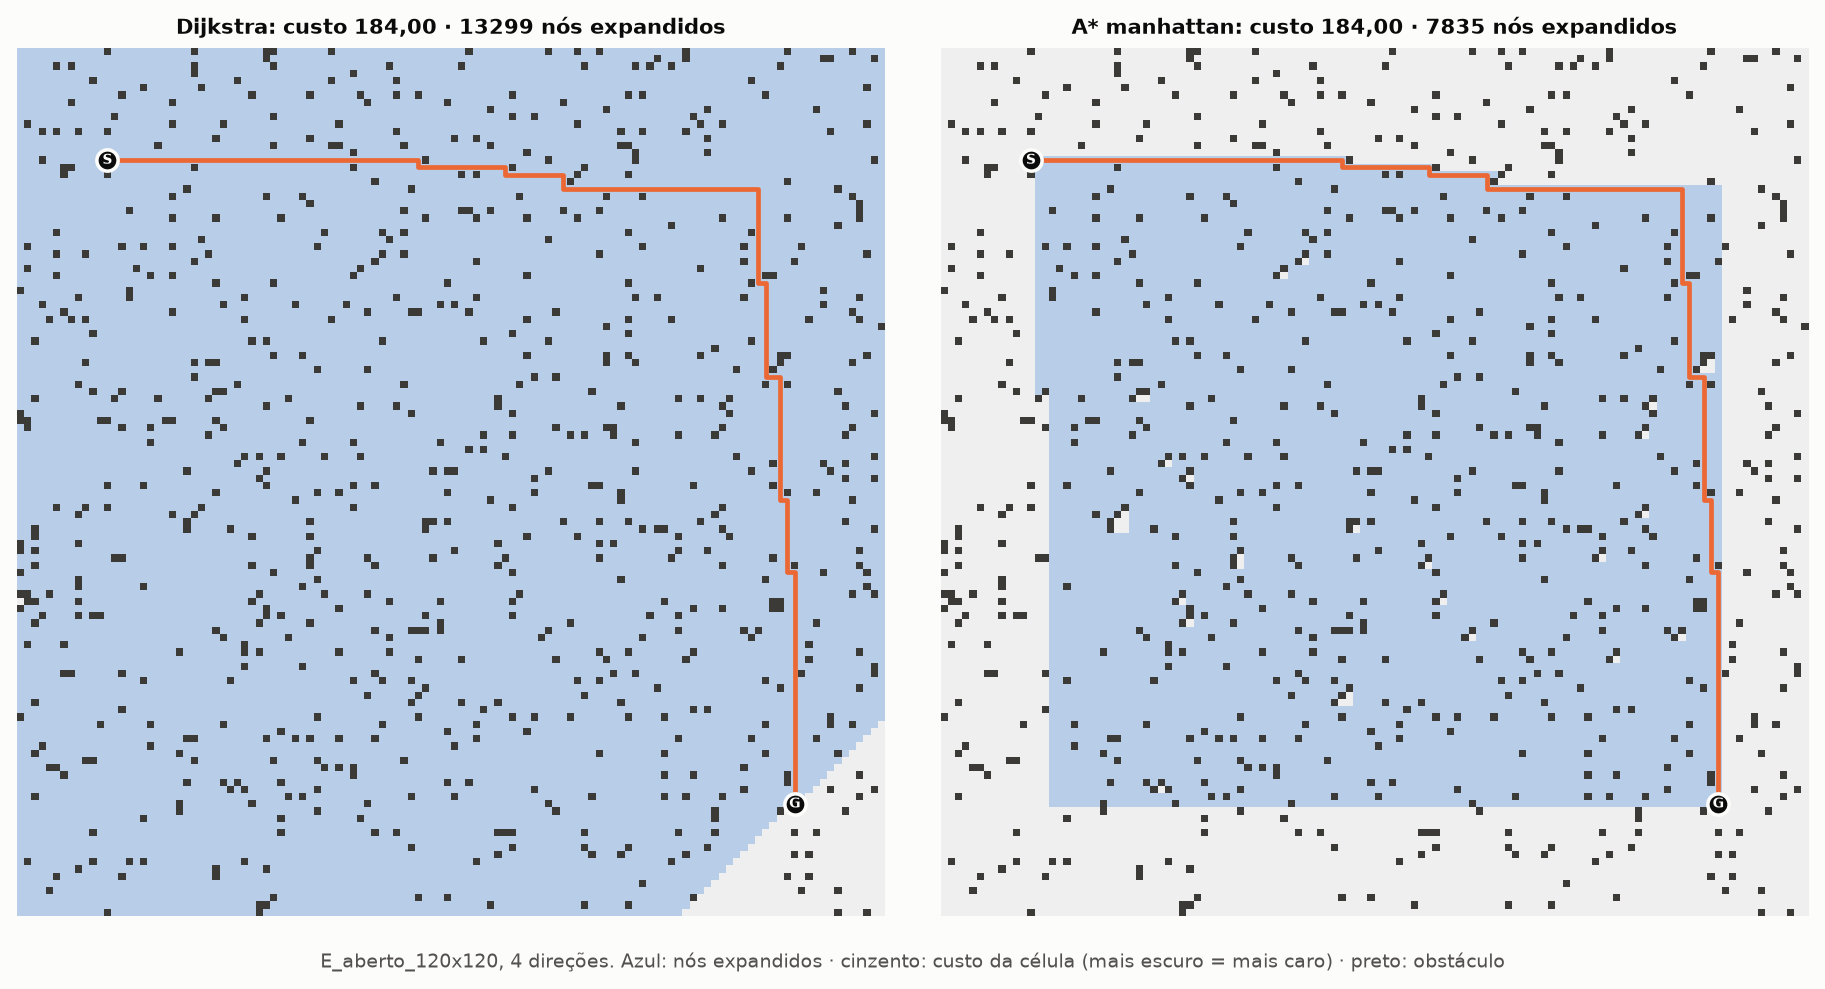 Dijkstra: custo 184,00 · 13299 nós expandidos
A* manhattan: custo 184,00 · 7835 nós expandidos
S
S
G
G
E_aberto_120x120, 4 direções. Azul: nós expandidos · cinzento: custo da célula (mais escuro = mais caro) · preto: obstáculo